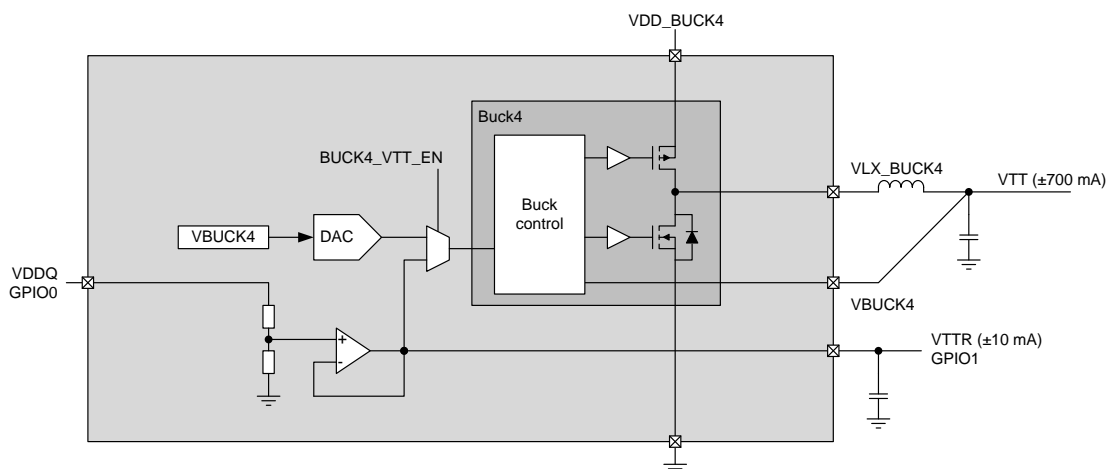 VDD_BUCK4
Buck4
BUCK4_VTT_EN
VLX_BUCK4
VTT (±700 mA)
Buck
control
VBUCK4
DAC
VDDQ
GPIO0
VBUCK4
+
-
VTTR (±10 mA)
GPIO1